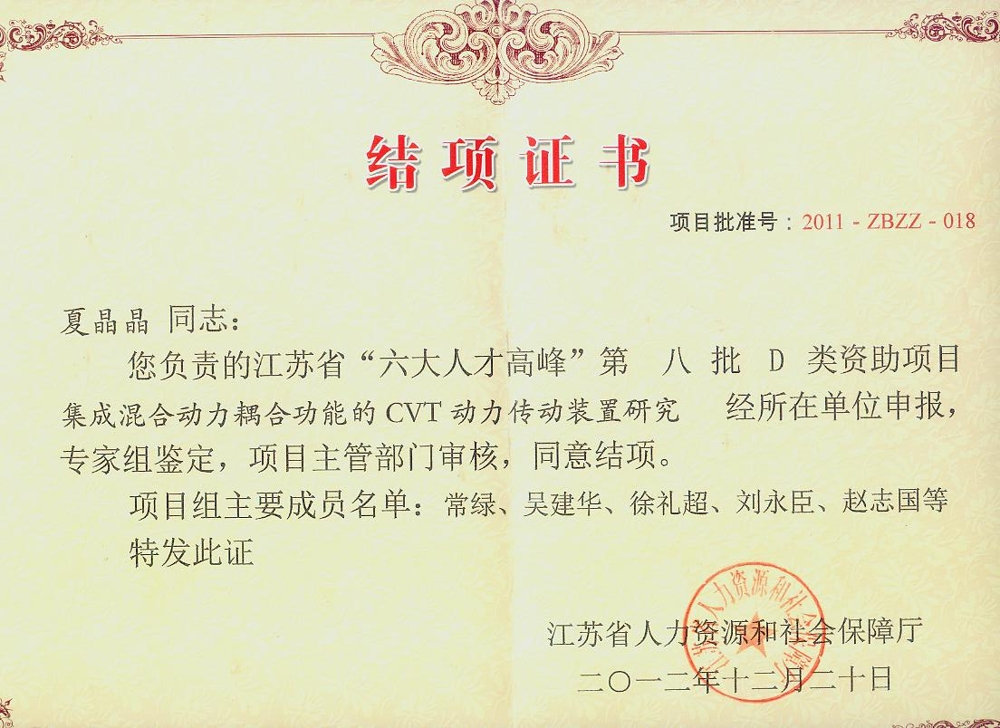 结项证书
项目批准号：2011-ZBZZ-018
夏晶晶 同志：
您负责的江苏省“六大人才高峰”第 八 批 D 类资助项目
集成混合动力耦合功能的CVT动力传动装置研究 经所在单位申报，
专家组鉴定，项目主管部门审核，同意结项。
项目组主要成员名单：常绿、吴建华、徐礼超、刘永臣、赵志国等
特发此证
江苏省人力资源和社会保障厅
江苏省人力资源和社会保障厅
二〇一二年十二月二十日